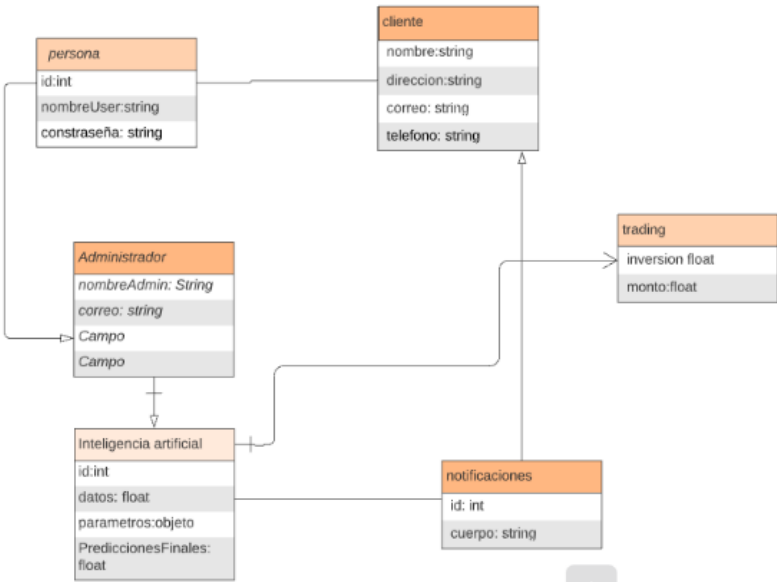 cliente
nombre:string
direccion:string
correo: string
telefono: string
persona
id:int
nombreUser:string
constraseña: string
trading
inversion float
monto:float
Administrador
nombreAdmin: String
correo: string
Campo
Campo
Inteligencia artificial
id:int
datos: float
parametros:objeto
PrediccionesFinales:
float
notificaciones
id: int
cuerpo: string